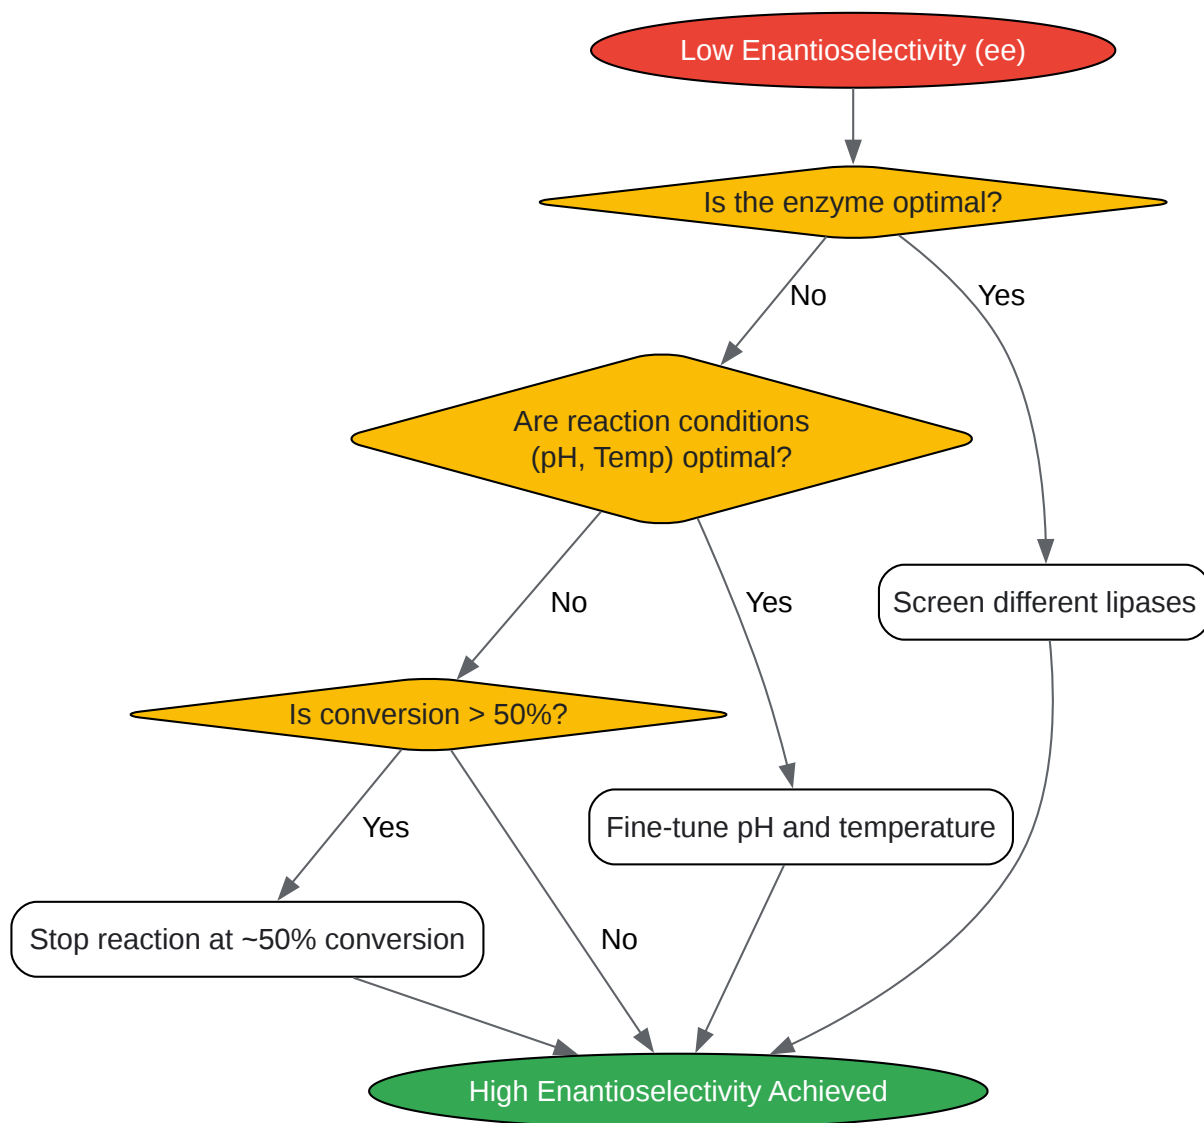 Low Enantioselectivity (ee)
Is the enzyme optimal?
No
Yes
Are reaction conditions
(pH, Temp) optimal?
No
Yes
Screen different lipases
Is conversion > 50%?
Yes
Fine-tune pH and temperature
Stop reaction at ~50% conversion
No
High Enantioselectivity Achieved